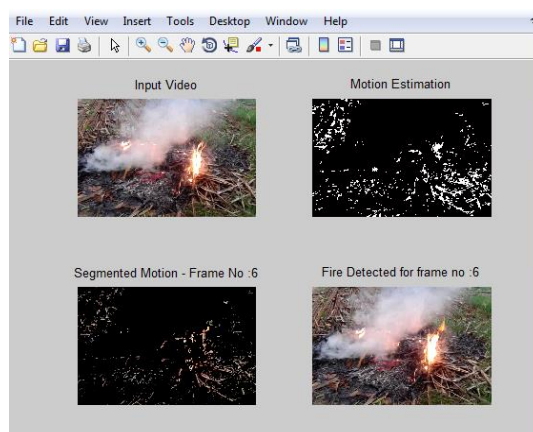 File Edit View Insert Tools Desktop Window Help
Input Video
Motion Estimation
Segmented Motion - Frame No :6
Fire Detected for frame no :6